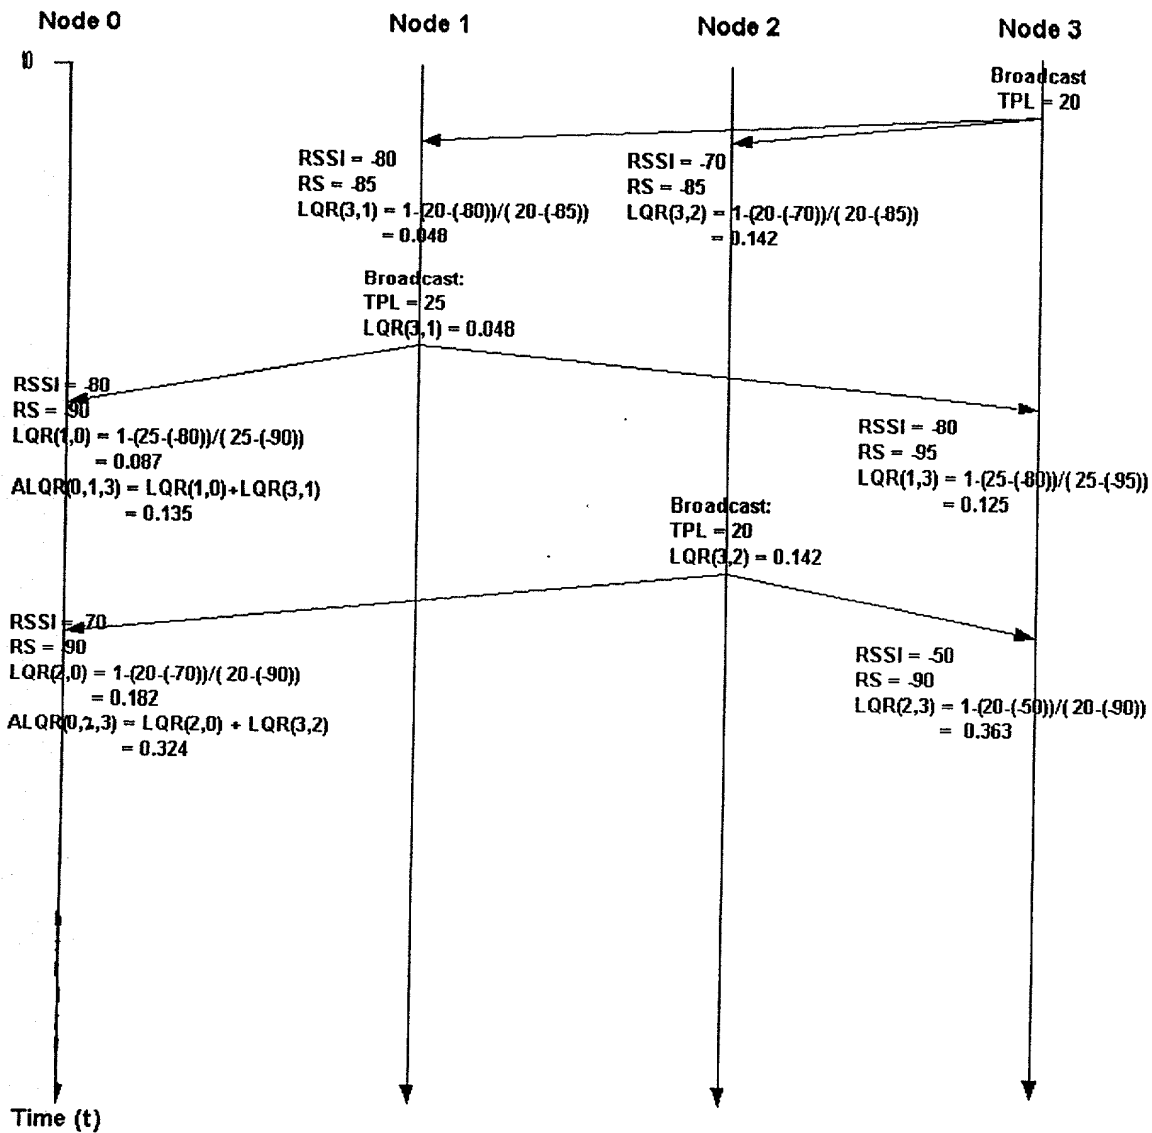 Node 0
Node 1
Node 2
Node 3
t0
Broadcast
TPL = 20
RSSI = -80
RS = -85
LQR(3,1) = 1-(20-(-80))/( 20-(-85))
= 0.048
RSSI = -70
RS = -85
LQR(3,2) = 1-(20-(-70))/( 20-(-85))
= 0.142
Broadcast:
TPL = 25
LQR(3,1) = 0.048
RSSI = -80
RS = -90
LQR(1,0) = 1-(25-(-80))/( 25-(-90))
= 0.087
ALQR(0,1,3) = LQR(1,0)+LQR(3,1)
= 0.135
RSSI = -80
RS = -95
LQR(1,3) = 1-(25-(-80))/( 25-(-95))
= 0.125
Broadcast:
TPL = 20
LQR(3,2) = 0.142
RSSI = -70
RS = -90
LQR(2,0) = 1-(20-(-70))/( 20-(-90))
= 0.182
ALQR(0,2,3) = LQR(2,0) + LQR(3,2)
= 0.324
RSSI = -50
RS = -90
LQR(2,3) = 1-(20-(-50))/( 20-(-90))
= 0.363
Time (t)